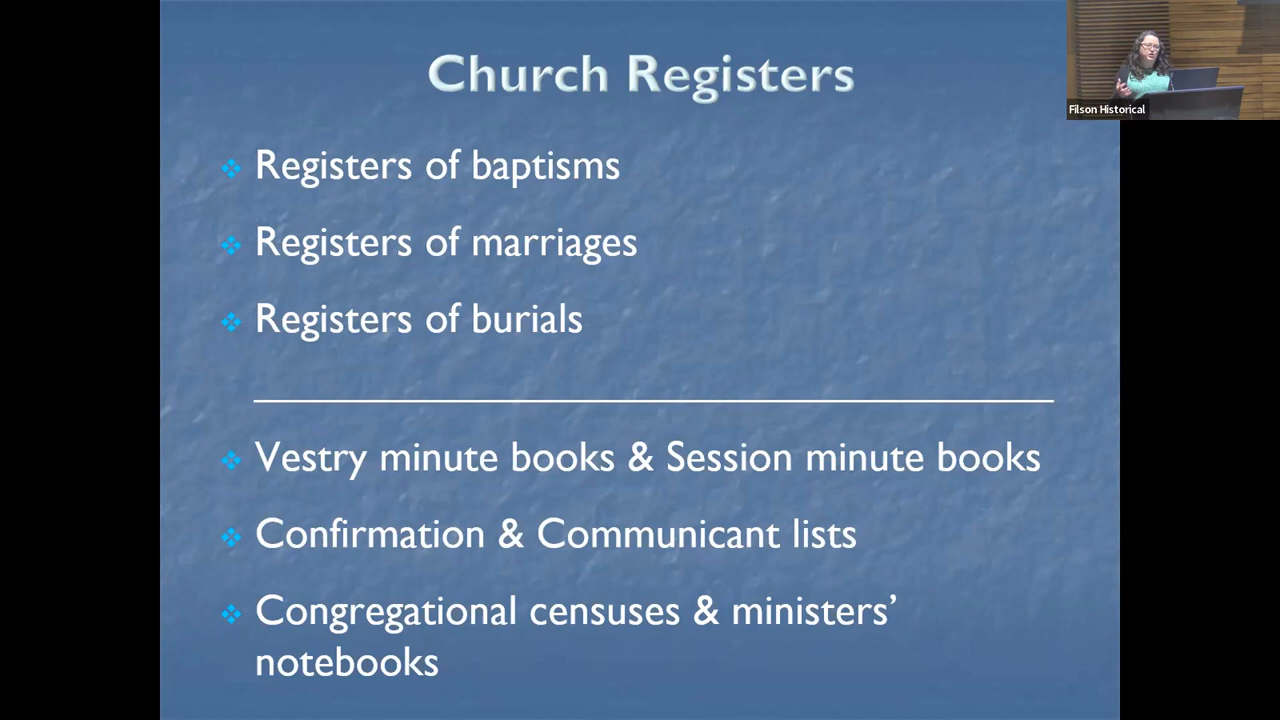 Church Registers
Filson Historical
Registers of baptisms
Registers of marriages
Registers of burials
Vestry minute books & Session minute books
Confirmation & Communicant lists
Congregational censuses & ministers’
notebooks